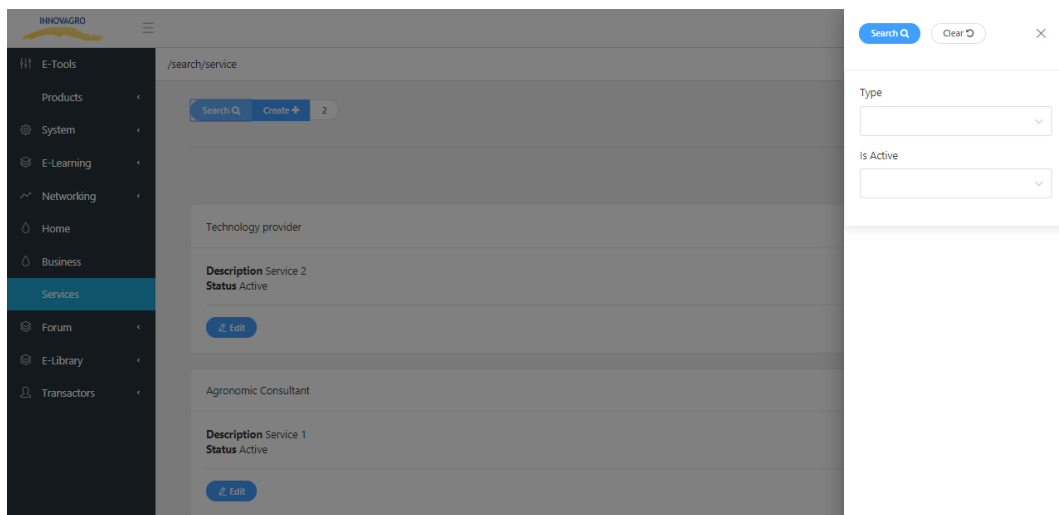 INNOVAGRO
E-Tools
Products
System
E-Learning
Networking
Home
Business
Services
Forum
E-Library
Transactors
/search/service
Search
Create
2
Technology provider
Description Service 2
Status Active
Edit
Agronomic Consultant
Description Service 1
Status Active
Edit
Search
Clear
Type
Is Active